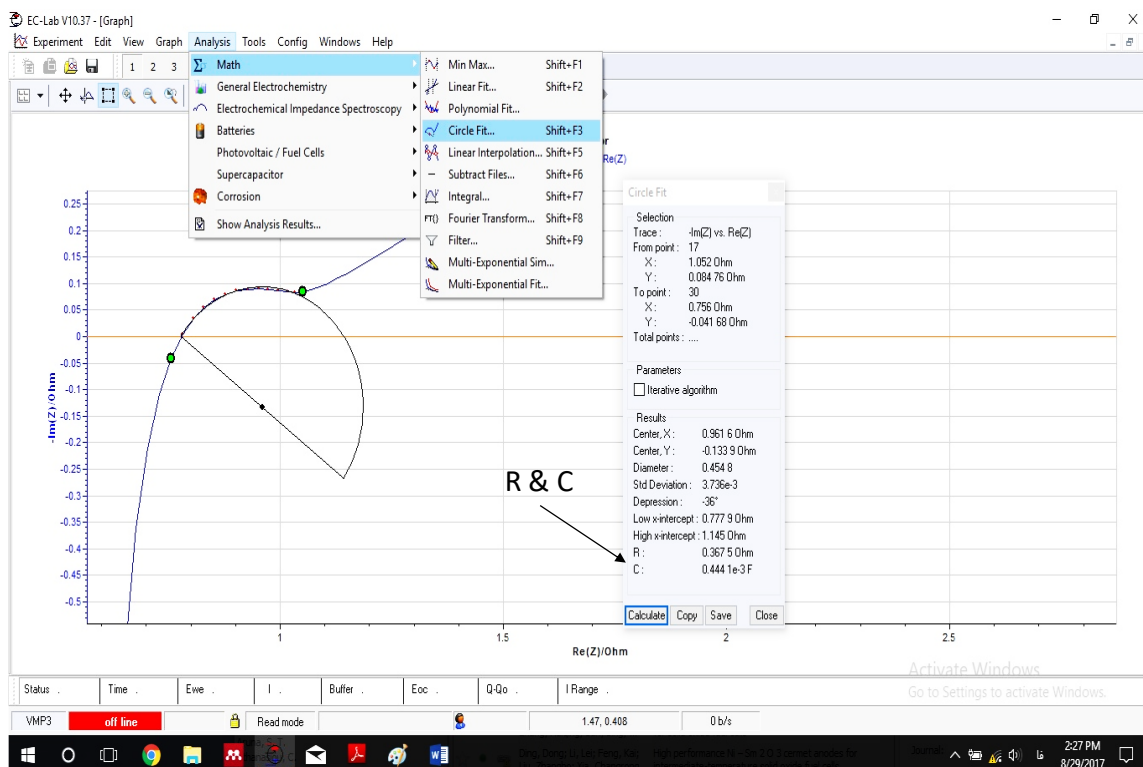 EC-Lab V10.37 - [Graph]
Experiment Edit View Graph Analysis Tools Config Windows Help
1 2 3
Math
General Electrochemistry
Electrochemical Impedance Spectroscopy
Batteries
Photovoltaic / Fuel Cells
Supercapacitor
Corrosion
Show Analysis Results...
Min Max... Shift+F1
Linear Fit... Shift+F2
Polynomial Fit...
Circle Fit... Shift+F3
Linear Interpolation... Shift+F5
Subtract Files... Shift+F6
Integral... Shift+F7
FT() Fourier Transform... Shift+F8
Filter... Shift+F9
Multi-Exponential Sim...
Multi-Exponential Fit...
Re(Z)
Circle Fit
Selection
Trace : -Im(Z) vs. Re(Z)
From point : 17
X : 1.052 Ohm
Y : 0.084 76 Ohm
To point : 30
X : 0.756 Ohm
Y : -0.041 68 Ohm
Total points : ....
Parameters
Iterative algorithm
Results
Center, X : 0.961 6 Ohm
Center, Y : -0.133 9 Ohm
Diameter : 0.454 8
Std Deviation : 3.736e-3
Depression : -36°
Low x-intercept : 0.777 9 Ohm
High x-intercept : 1.145 Ohm
R : 0.367 5 Ohm
C : 0.444 1e-3 F
Calculate Copy Save Close
R & C
-Im(Z)/Ohm
0.25
0.2
0.15
0.1
0.05
0
-0.05
-0.1
-0.15
-0.2
-0.25
-0.3
-0.35
-0.4
-0.45
-0.5
1 1.5 2 2.5
Re(Z)/Ohm
Activate Windows
Go to Settings to activate Windows.
Status . Time . Ewe . I . Buffer . Eoc . Q-Qo . I Range .
VMP3 off line Read mode 1.47, 0.408 0 b/s
2:27 PM
8/29/2017